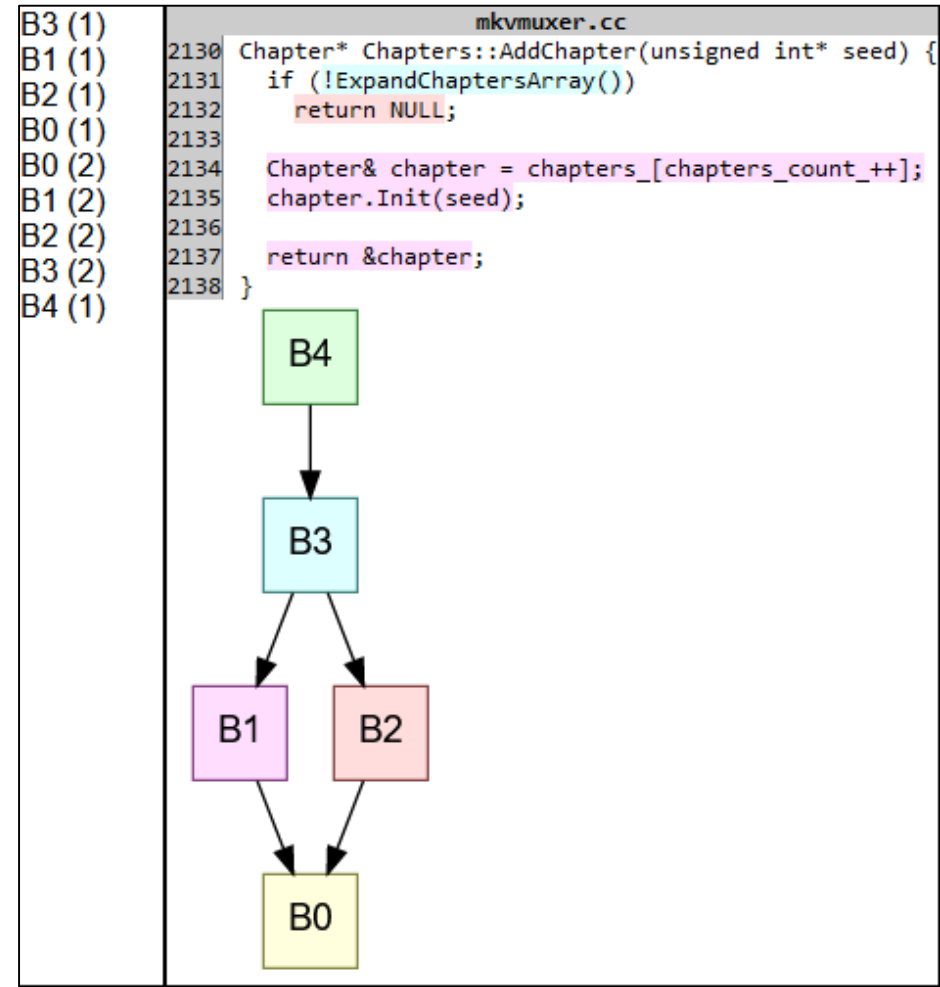 B3 (1)
B1 (1)
B2 (1)
B0 (1)
B0 (2)
B1 (2)
B2 (2)
B3 (2)
B4 (1)
mkvmuxer.cc
2130 Chapter* Chapters::AddChapter(unsigned int* seed) {
2131   if (!ExpandChaptersArray())
2132     return NULL;
2133
2134   Chapter& chapter = chapters_[chapters_count_++];
2135   chapter.Init(seed);
2136
2137   return &chapter;
2138 }
B4
B3
B1 B2
B0